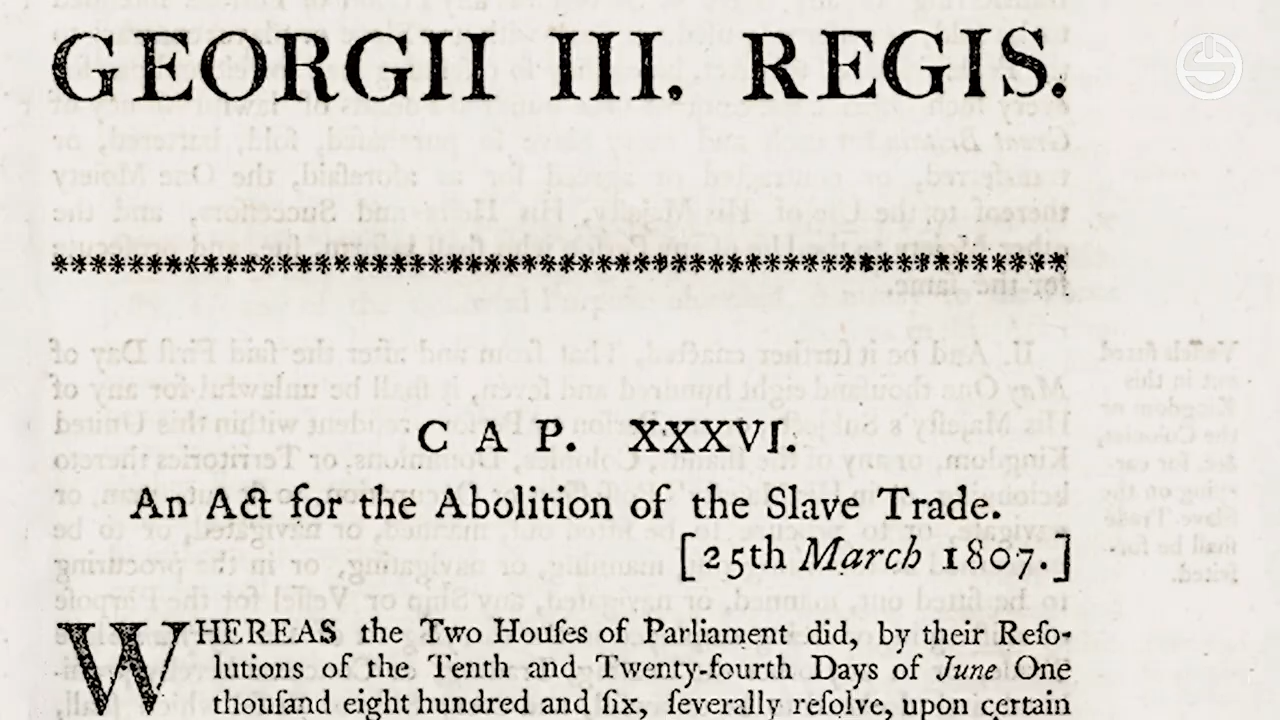 GEORGII III. REGIS.
C A P. XXXVI.
An Act for the Abolition of the Slave Trade.
[25th March 1807.]
WHEREAS the Two Houſes of Parliament did, by their Reſo-
lutions of the Tenth and Twenty-fourth Days of June One
thouſand eight hundred and ſix, ſeverally reſolve, upon certain